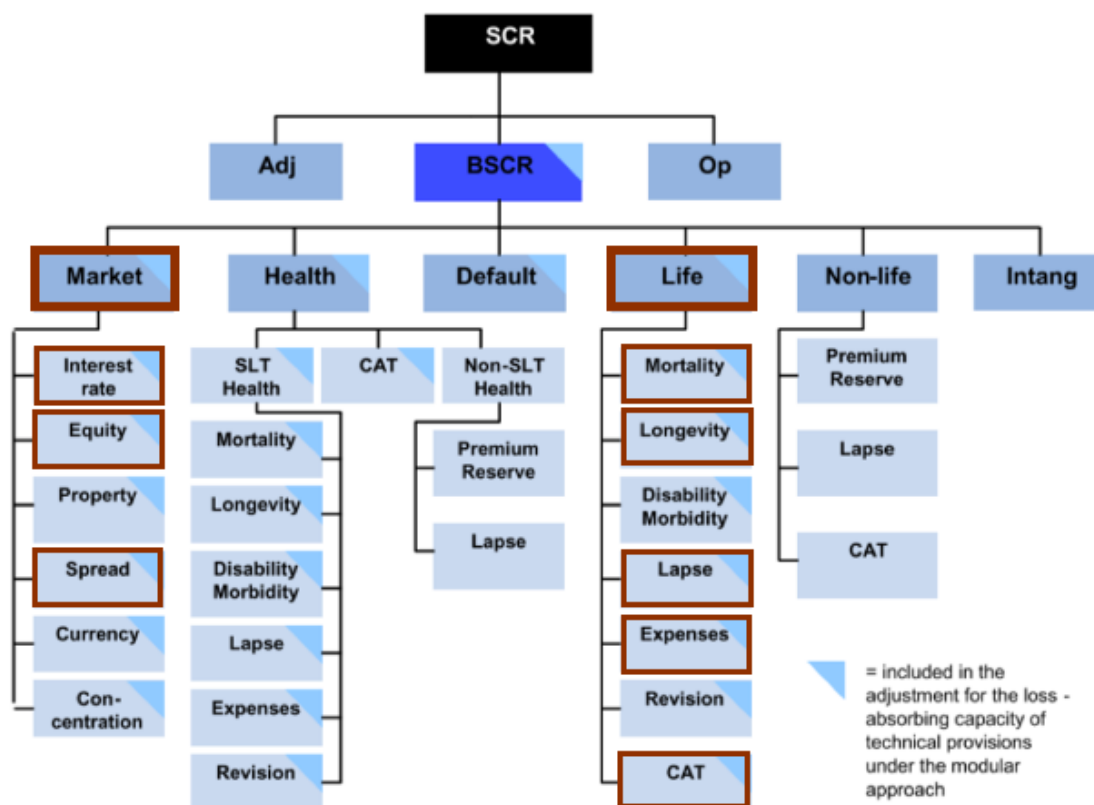 SCR
Adj
BSCR
Op
Market
Health
Default
Life
Non-life
Intang
Interest
rate
Equity
Property
Spread
Currency
Con-
centration
SLT
Health
CAT
Non-SLT
Health
Mortality
Longevity
Disability
Morbidity
Lapse
Expenses
Revision
Premium
Reserve
Lapse
Mortality
Longevity
Disability
Morbidity
Lapse
Expenses
Revision
CAT
Premium
Reserve
Lapse
CAT
= included in the
adjustment for the loss -
absorbing capacity of
technical provisions
under the modular
approach